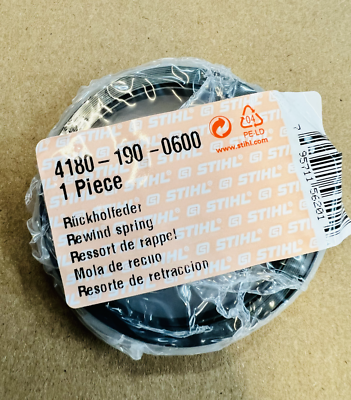 4180-190-0600
1 Piece
Rückholfeder
Rewind spring
Ressort de rappel
Mola de recuo
Resorte de retraccion
04
PE-LD
www.stihl.com
STIHL